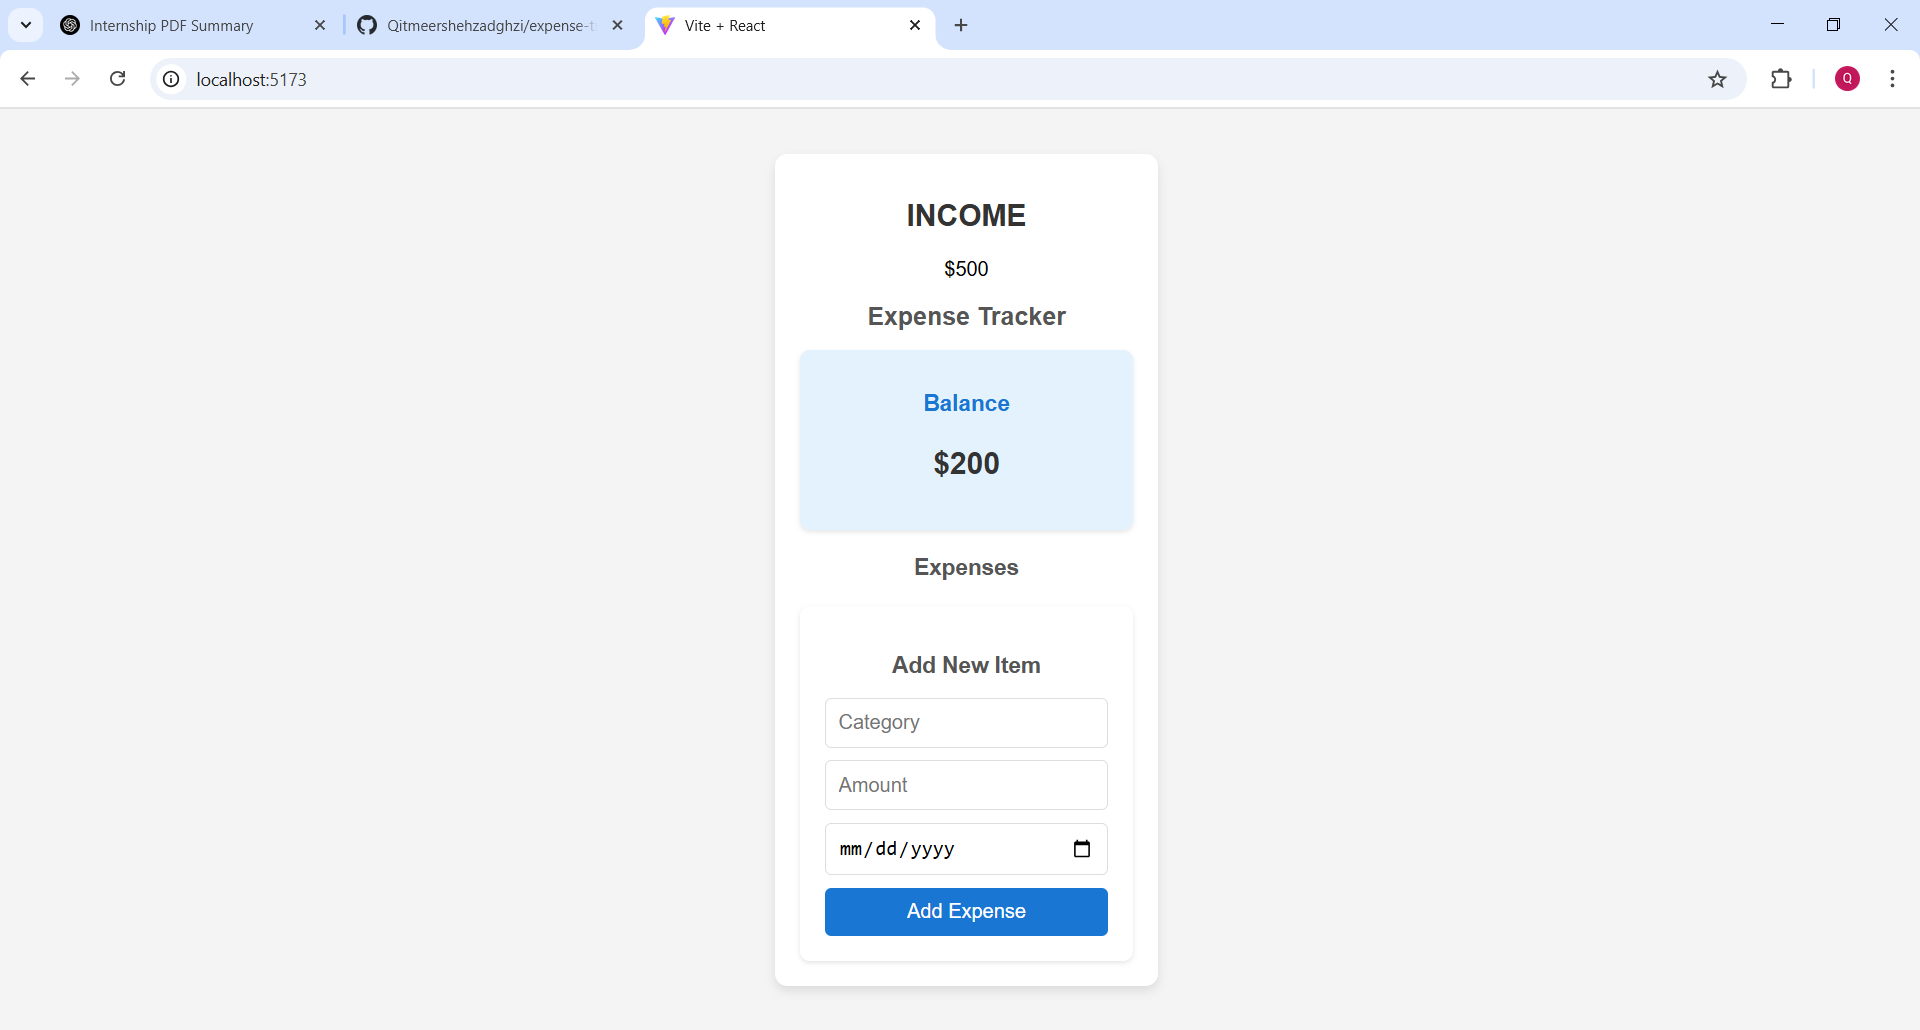 Internship PDF Summary
Qitmeershehzadghzi/expense-t
Vite + React
localhost:5173
Q
INCOME
$500
Expense Tracker
Balance
$200
Expenses
Add New Item
Category
Amount
mm/dd/yyyy
Add Expense